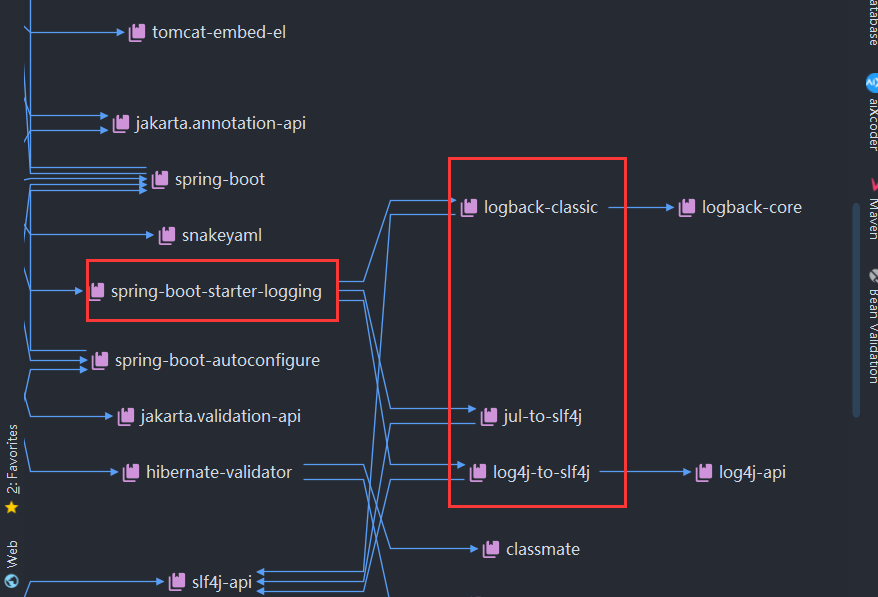 tomcat-embed-el
jakarta.annotation-api
spring-boot
logback-classic
logback-core
snakeyaml
spring-boot-starter-logging
spring-boot-autoconfigure
jakarta.validation-api
jul-to-slf4j
hibernate-validator
log4j-to-slf4j
log4j-api
classmate
slf4j-api
2: Favorites
Web
atabase
aiXcoder
Maven
Bean Validation